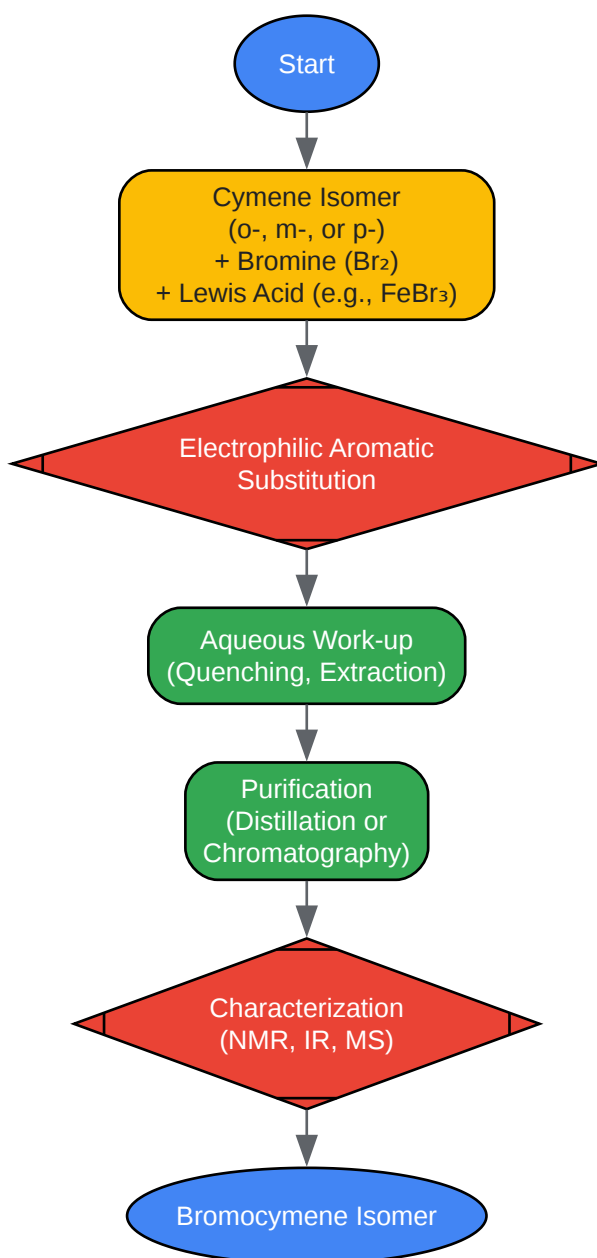 Start
Cymene Isomer
(o-, m-, or p-)
+ Bromine (Br₂)
+ Lewis Acid (e.g., FeBr₃)
Electrophilic Aromatic
Substitution
Aqueous Work-up
(Quenching, Extraction)
Purification
(Distillation or
Chromatography)
Characterization
(NMR, IR, MS)
Bromocymene Isomer